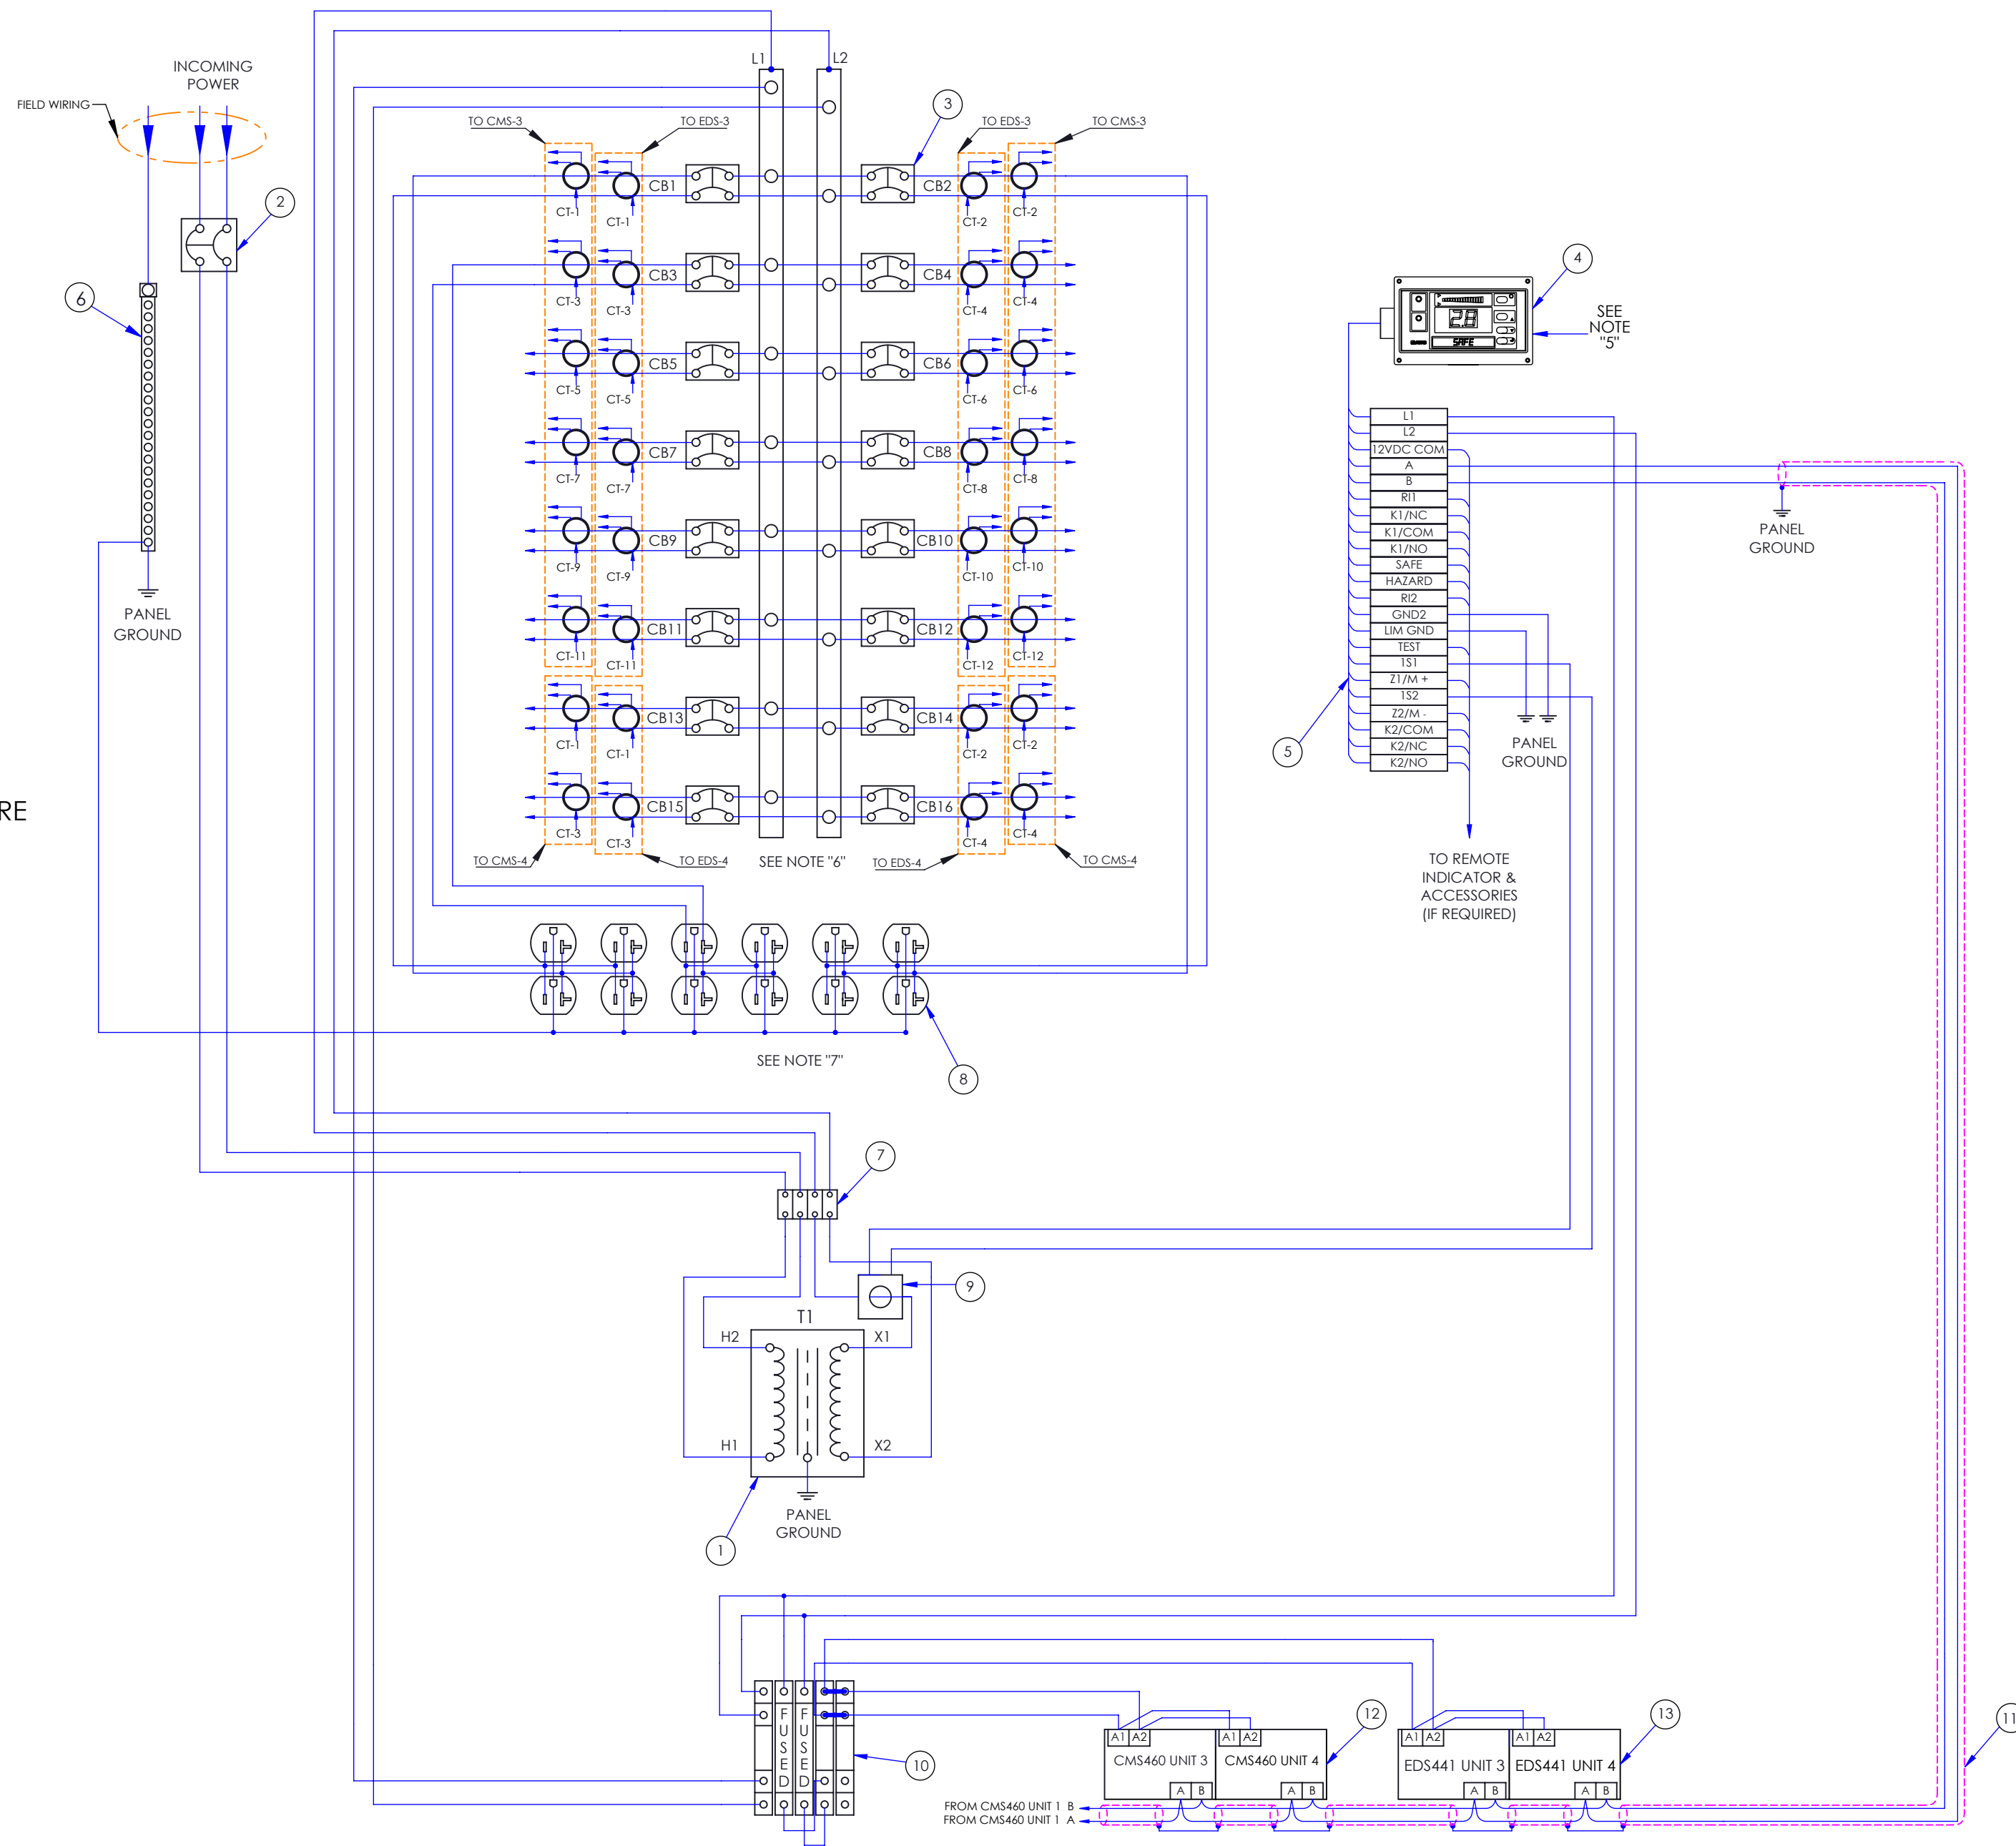 INCOMING
POWER
FIELD WIRING
2
6
PANEL
GROUND
RE
L1
L2
3
TO CMS-3
TO EDS-3
TO EDS-3
TO CMS-3
CB1
CB2
CT-1
CT-1
CT-2
CT-2
CB3
CB4
CT-3
CT-3
CT-4
CT-4
CB5
CB6
CT-5
CT-5
CT-6
CT-6
CB7
CB8
CT-7
CT-7
CT-8
CT-8
CB9
CB10
CT-9
CT-9
CT-10
CT-10
CB11
CB12
CT-11
CT-11
CT-12
CT-12
CB13
CB14
CT-1
CT-1
CT-2
CT-2
CB15
CB16
CT-3
CT-3
CT-4
CT-4
TO CMS-4
TO EDS-4
SEE NOTE "6"
TO EDS-4
TO CMS-4
SEE NOTE "7"
8
4
28
SAFE
SEE
NOTE
"5"
L1
L2
12VDC COM
A
B
RI1
K1/NC
K1/COM
K1/NO
SAFE
HAZARD
RI2
GND2
LIM GND
TEST
1S1
Z1/M +
1S2
Z2/M -
K2/COM
K2/NC
K2/NO
5
PANEL
GROUND
PANEL
GROUND
TO REMOTE
INDICATOR &
ACCESSORIES
(IF REQUIRED)
7
9
T1
H2
X1
H1
X2
PANEL
GROUND
1
FUSED
FUSED
10
A1 A2
A1 A2
CMS460 UNIT 3
CMS460 UNIT 4
A B
A B
12
A1 A2
A1 A2
EDS441 UNIT 3
EDS441 UNIT 4
A B
A B
13
11
FROM CMS460 UNIT 1 B
FROM CMS460 UNIT 1 A